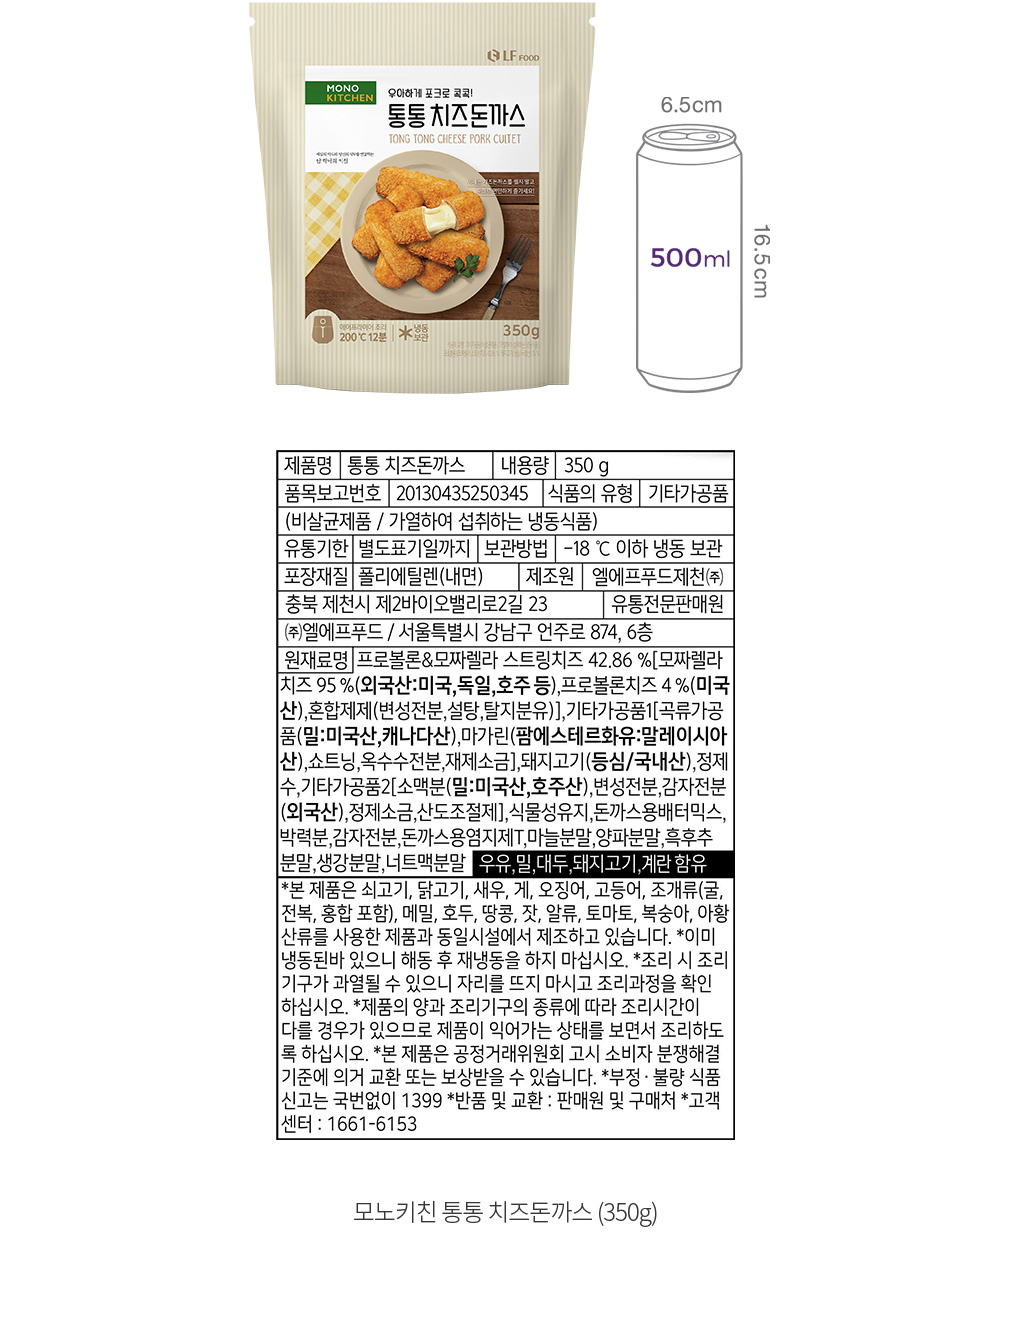 LF FOOD
MONO
KITCHEN
우아하게 포크로 콕콕!
통통 치즈돈까스
TONG TONG CHEESE PORK CUTLET
에어프라이어 조리
200℃ 12분
냉동
보관
350g
6.5cm
500ml
16.5cm
제품명 통통 치즈돈까스 내용량 350 g
품목보고번호 20130435250345 식품의 유형 기타가공품
(비살균제품 / 가열하여 섭취하는 냉동식품)
유통기한 별도표기일까지 보관방법 -18 ℃ 이하 냉동 보관
포장재질 폴리에틸렌(내면) 제조원 엘에프푸드제천㈜
충북 제천시 제2바이오밸리로2길 23 유통전문판매원
㈜엘에프푸드 / 서울특별시 강남구 언주로 874, 6층
원재료명 프로볼론&모짜렐라 스트링치즈 42.86 %[모짜렐라
치즈 95 %(외국산:미국,독일,호주 등),프로볼론치즈 4 %(미국
산),혼합제제(변성전분,설탕,탈지분유)],기타가공품1[곡류가공
품(밀:미국산,캐나다산),마가린(팜에스테르화유:말레이시아
산),쇼트닝,옥수수전분,재제소금],돼지고기(등심/국내산),정제
수,기타가공품2[소맥분(밀:미국산,호주산),변성전분,감자전분
(외국산),정제소금,산도조절제],식물성유지,돈까스용배터믹스,
박력분,감자전분,돈까스용염지제T,마늘분말,양파분말,흑후추
분말,생강분말,너트맥분말 우유,밀,대두,돼지고기,계란 함유
*본 제품은 쇠고기, 닭고기, 새우, 게, 오징어, 고등어, 조개류(굴,
전복, 홍합 포함), 메밀, 호두, 땅콩, 잣, 알류, 토마토, 복숭아, 아황
산류를 사용한 제품과 동일시설에서 제조하고 있습니다. *이미
냉동된바 있으니 해동 후 재냉동을 하지 마십시오. *조리 시 조리
기구가 과열될 수 있으니 자리를 뜨지 마시고 조리과정을 확인
하십시오. *제품의 양과 조리기구의 종류에 따라 조리시간이
다를 경우가 있으므로 제품이 익어가는 상태를 보면서 조리하도
록 하십시오. *본 제품은 공정거래위원회 고시 소비자 분쟁해결
기준에 의거 교환 또는 보상받을 수 있습니다. *부정·불량 식품
신고는 국번없이 1399 *반품 및 교환 : 판매원 및 구매처 *고객
센터 : 1661-6153
모노키친 통통 치즈돈까스 (350g)